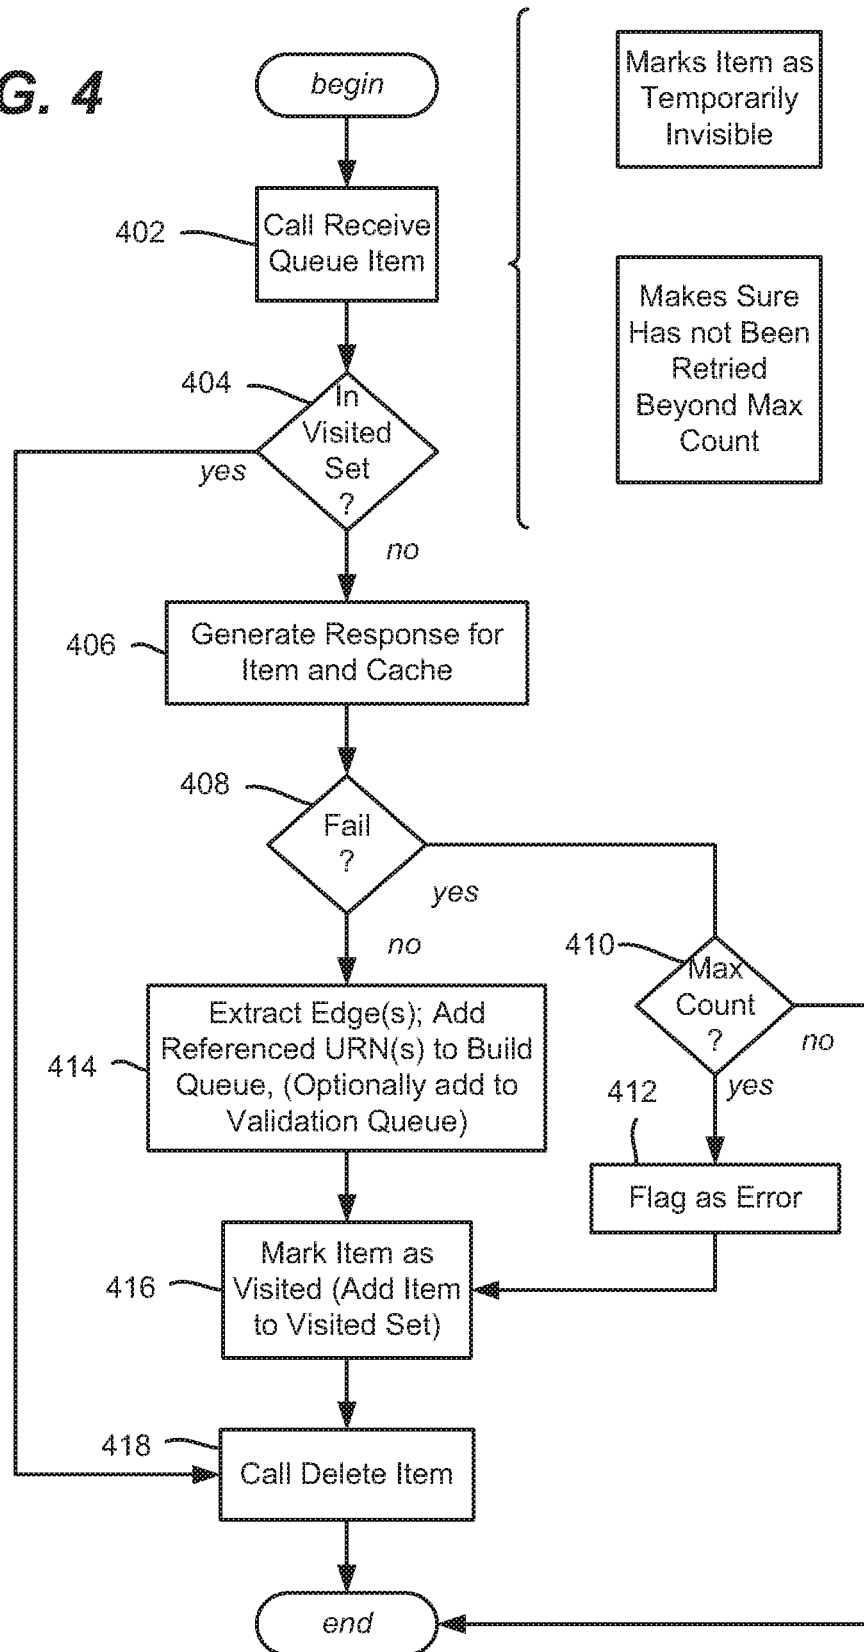 G. 4
begin
Marks Item as
Temporarily
Invisible
402
Call Receive
Queue Item
Makes Sure
Has not Been
Retried
Beyond Max
Count
404
In
Visited
Set
?
yes
no
406
Generate Response for
Item and Cache
408
Fail
?
yes
no
410
Max
Count
?
no
yes
414
Extract Edge(s); Add
Referenced URN(s) to Build
Queue, (Optionally add to
Validation Queue)
412
Flag as Error
416
Mark Item as
Visited (Add Item
to Visited Set)
418
Call Delete Item
end